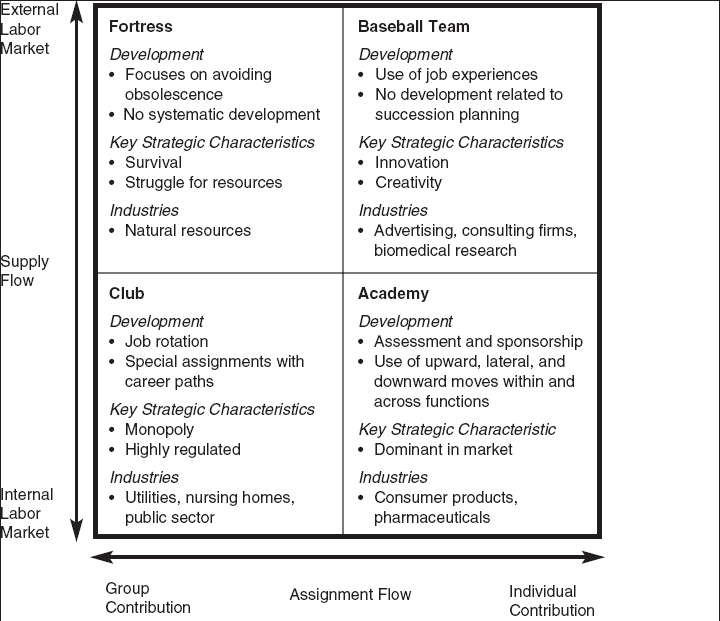 External
Labor
Market
Supply
Flow
Internal
Labor
Market
Fortress
Development
• Focuses on avoiding
obsolescence
• No systematic development
Key Strategic Characteristics
• Survival
• Struggle for resources
Industries
• Natural resources
Baseball Team
Development
• Use of job experiences
• No development related to
succession planning
Key Strategic Characteristics
• Innovation
• Creativity
Industries
• Advertising, consulting firms,
biomedical research
Club
Development
• Job rotation
• Special assignments with
career paths
Key Strategic Characteristics
• Monopoly
• Highly regulated
Industries
• Utilities, nursing homes,
public sector
Academy
Development
• Assessment and sponsorship
• Use of upward, lateral, and
downward moves within and
across functions
Key Strategic Characteristic
• Dominant in market
Industries
• Consumer products,
pharmaceuticals
Group
Contribution
Assignment Flow
Individual
Contribution